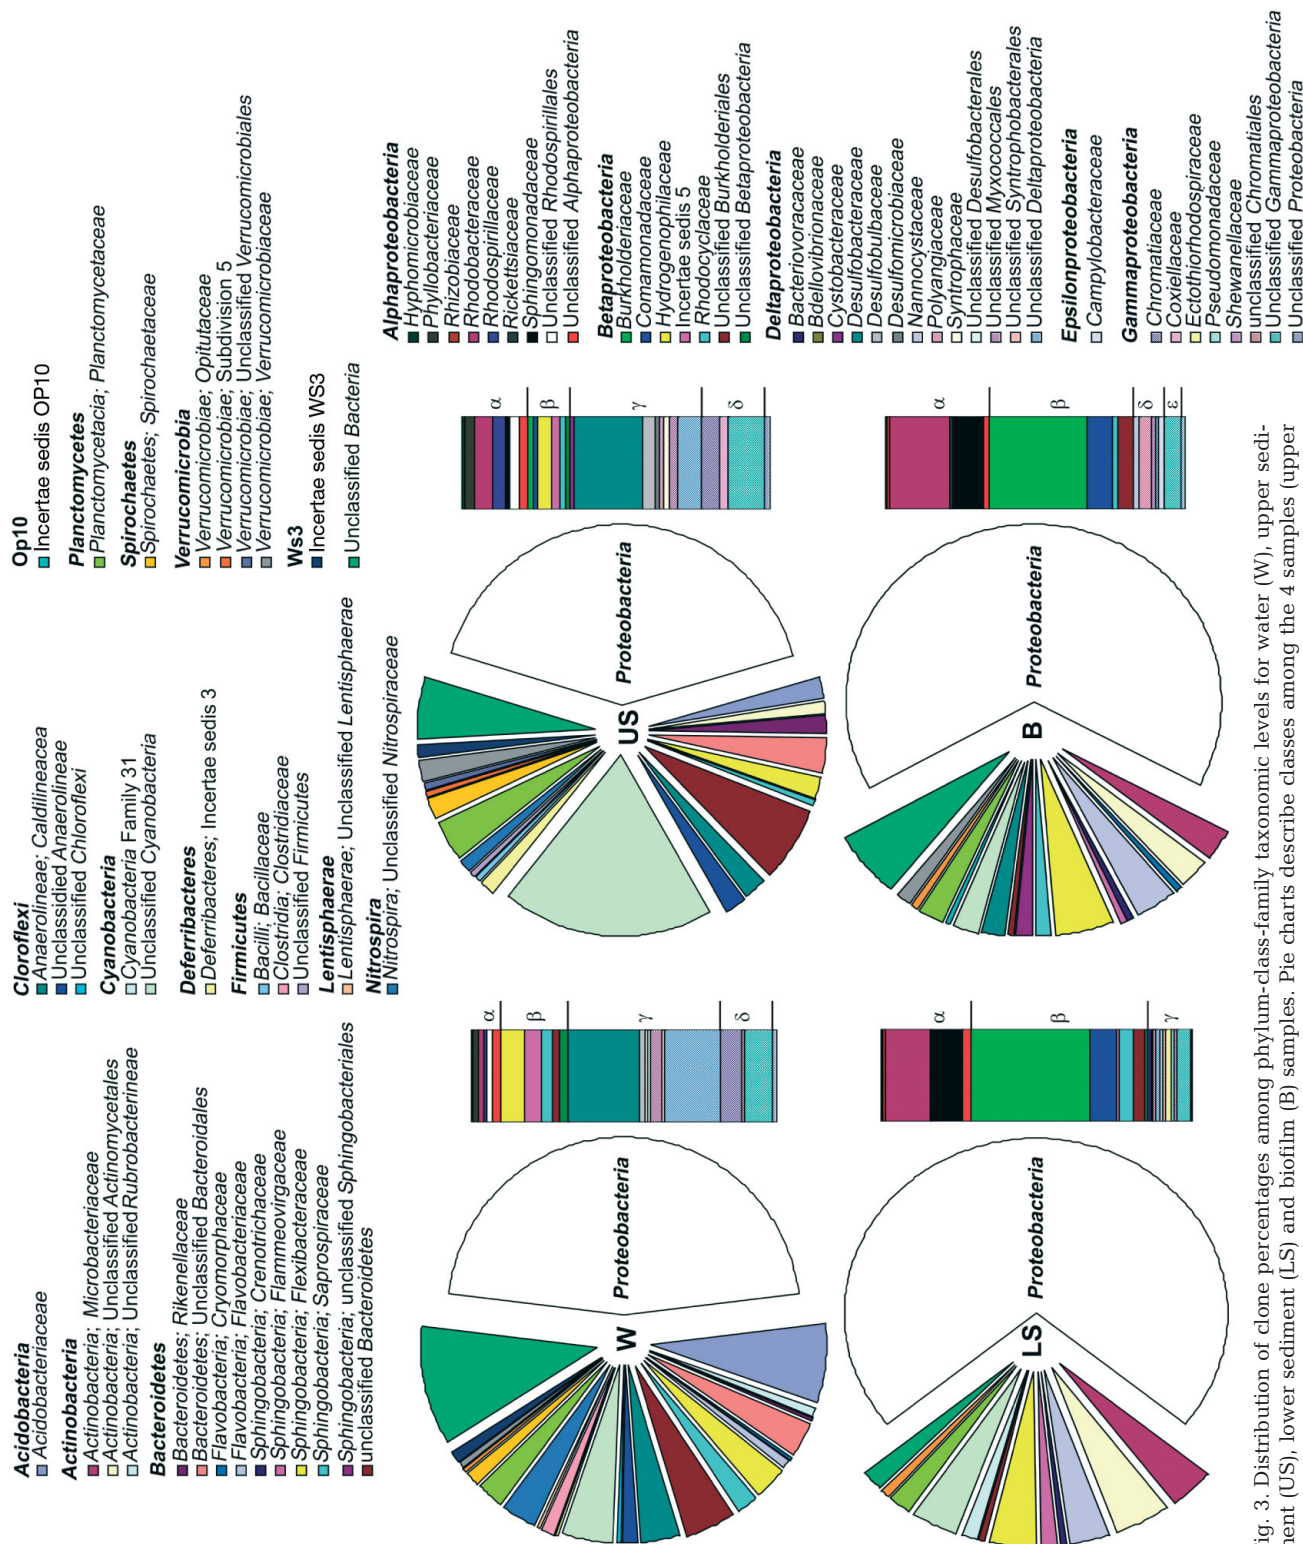 Acidobacteria
Acidobacteriaceae
Actinobacteria
Actinobacteria; Microbacteriaceae
Actinobacteria; Unclassified Actinomycetales
Actinobacteria; Unclassified Rubrobacterineae
Bacteroidetes
Bacteroidetes; Rikenellaceae
Bacteroidetes; Unclassified Bacteroidales
Flavobacteria; Cryomorphaceae
Flavobacteria; Flavobacteriaceae
Sphingobacteria; Crenotrichaceae
Sphingobacteria; Flammeovirgaceae
Sphingobacteria; Flexibacteraceae
Sphingobacteria; Saprospiraceae
Sphingobacteria; unclassified Sphingobacteriales
unclassified Bacteroidetes
Cloroflexi
Anaerolineae; Caldilineacea
Unclassidied Anaerolineae
Unclassified Chloroflexi
Cyanobacteria
Cyanobacteria Family 31
Unclassified Cyanobacteria
Deferribacteres
Deferribacteres; Incertae sedis 3
Firmicutes
Bacilli; Bacillaceae
Clostridia; Clostridiaceae
Unclassified Firmicutes
Lentisphaerae
Lentisphaerae; Unclassified Lentisphaerae
Nitrospira
Nitrospira; Unclassified Nitrospiraceae
Op10
Incertae sedis OP10
Planctomycetes
Planctomycetacia; Planctomycetaceae
Spirochaetes
Spirochaetes; Spirochaetaceae
Verrucomicrobia
Verrucomicrobiae; Opitutaceae
Verrucomicrobiae; Subdivision 5
Verrucomicrobiae; Unclassified Verrucomicrobiales
Verrucomicrobiae; Verrucomicrobiaceae
Ws3
Incertae sedis WS3
Unclassified Bacteria
W
Proteobacteria
α
β
γ
δ
US
Proteobacteria
α
β
γ
δ
LS
Proteobacteria
α
β
γ
B
Proteobacteria
α
β
δ
ε
Alphaproteobacteria
Hyphomicrobiaceae
Phyllobacteriaceae
Rhizobiaceae
Rhodobacteraceae
Rhodospirillaceae
Rickettsiaceae
Sphingomonadaceae
Unclassified Rhodospirillales
Unclassified Alphaproteobacteria
Betaproteobacteria
Burkholderiaceae
Comamonadaceae
Hydrogenophilaceae
Incertae sedis 5
Rhodocyclaceae
Unclassified Burkholderiales
Unclassified Betaproteobacteria
Deltaproteobacteria
Bacteriovoracaceae
Bdellovibrionaceae
Cystobacteraceae
Desulfobacteraceae
Desulfobulbaceae
Desulfomicrobiaceae
Nannocystaceae
Polyangiaceae
Syntrophaceae
Unclassified Desulfobacterales
Unclassified Myxococcales
Unclassified Syntrophobacterales
Unclassified Deltaproteobacteria
Epsilonproteobacteria
Campylobacteraceae
Gammaproteobacteria
Chromatiaceae
Coxiellaceae
Ectothiorhodospiraceae
Pseudomonadaceae
Shewanellaceae
unclassified Chromatiales
Unclassified Gammaproteobacteria
Unclassified Proteobacteria
ig. 3. Distribution of clone percentages among phylum-class-family taxonomic levels for water (W), upper sedi-
nent (US), lower sediment (LS) and biofilm (B) samples. Pie charts describe classes among the 4 samples (upper